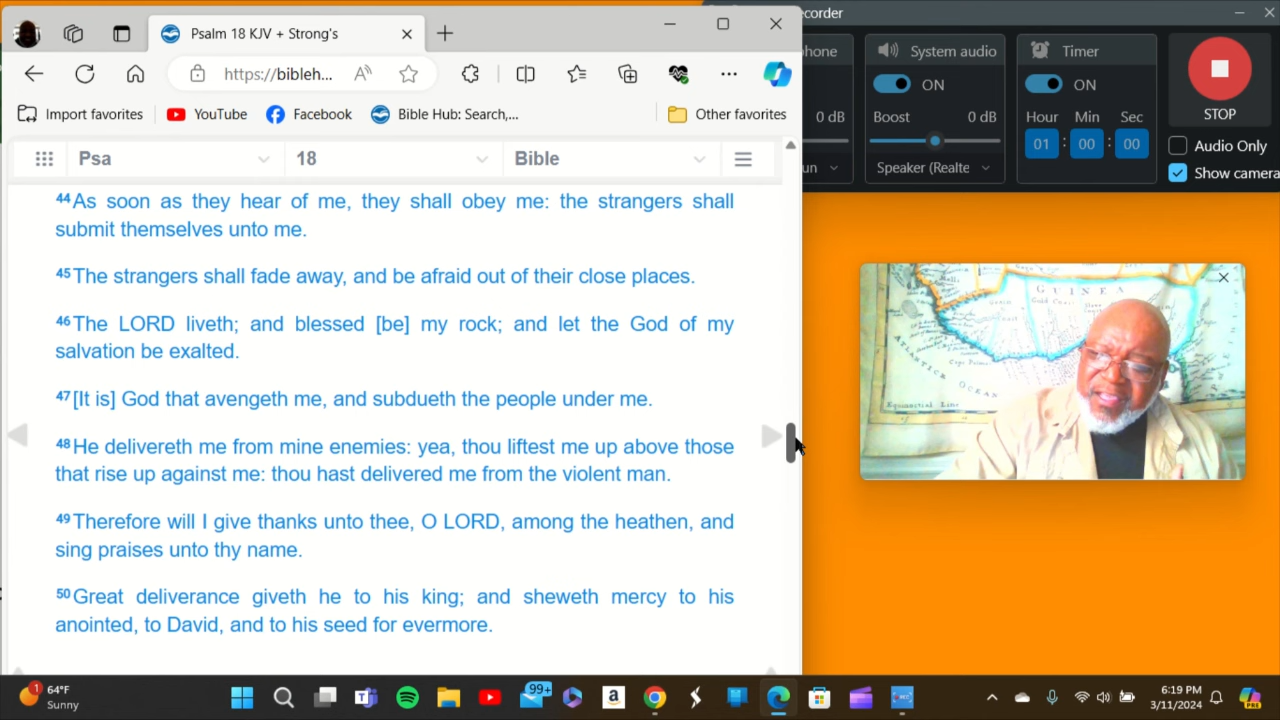 Psalm 18 KJV + Strong's
corder
https://bibleh...
Import favorites
YouTube
Facebook
Bible Hub: Search,...
Other favorites
phone
System audio
Timer
ON
ON
STOP
0 dB
Boost
0 dB
Hour Min Sec
01 : 00 : 00
Audio Only
Speaker (Realte
Show camera
Psa
18
Bible
44As soon as they hear of me, they shall obey me: the strangers shall
submit themselves unto me.
45The strangers shall fade away, and be afraid out of their close places.
46The LORD liveth; and blessed [be] my rock; and let the God of my
salvation be exalted.
47[It is] God that avengeth me, and subdueth the people under me.
48He delivereth me from mine enemies: yea, thou liftest me up above those
that rise up against me: thou hast delivered me from the violent man.
49Therefore will I give thanks unto thee, O LORD, among the heathen, and
sing praises unto thy name.
50Great deliverance giveth he to his king; and sheweth mercy to his
anointed, to David, and to his seed for evermore.
GUINEA
Gold Coast
OCEAN
Equinoctial Line
1
64°F
Sunny
99+
a
PRE
6:19 PM
3/11/2024